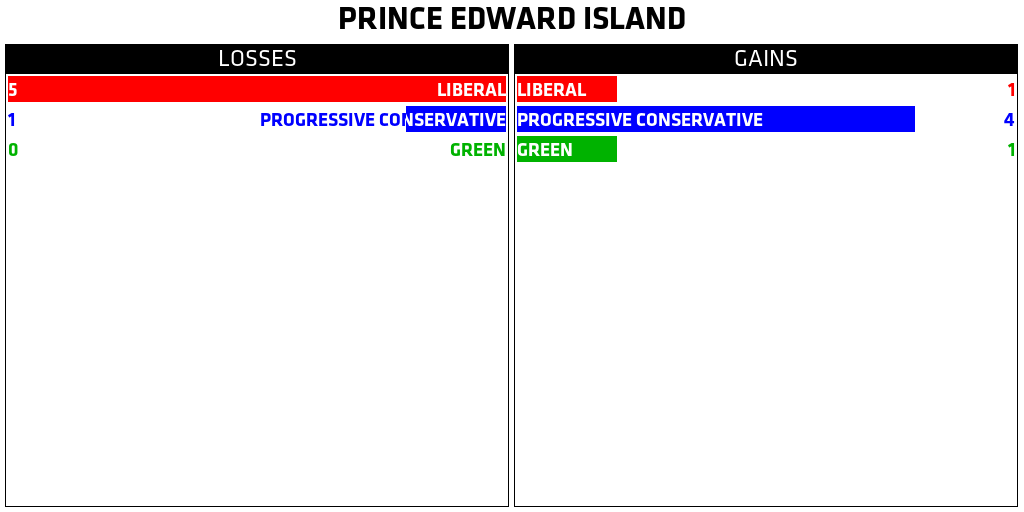 PRINCE EDWARD ISLAND
LOSSES
5 LIBERAL
1 PROGRESSIVE CONSERVATIVE
0 GREEN
GAINS
LIBERAL 1
PROGRESSIVE CONSERVATIVE 4
GREEN 1